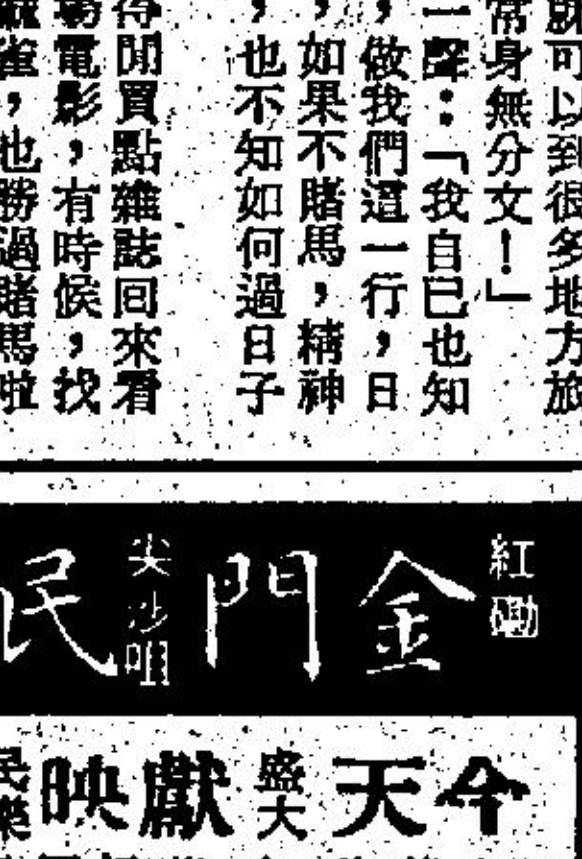 就可以到很多地方旅
常身無分文！」
一聲：「我自己也知
，做我們這一行，日
，如果不賭馬，精神
，也不知如何過日子
得閒買點雜誌回來看
場電影，有時候，找
麻雀，也勝過賭馬啦
紅磡
金門
尖沙咀
民
今天盛大獻映
民樂